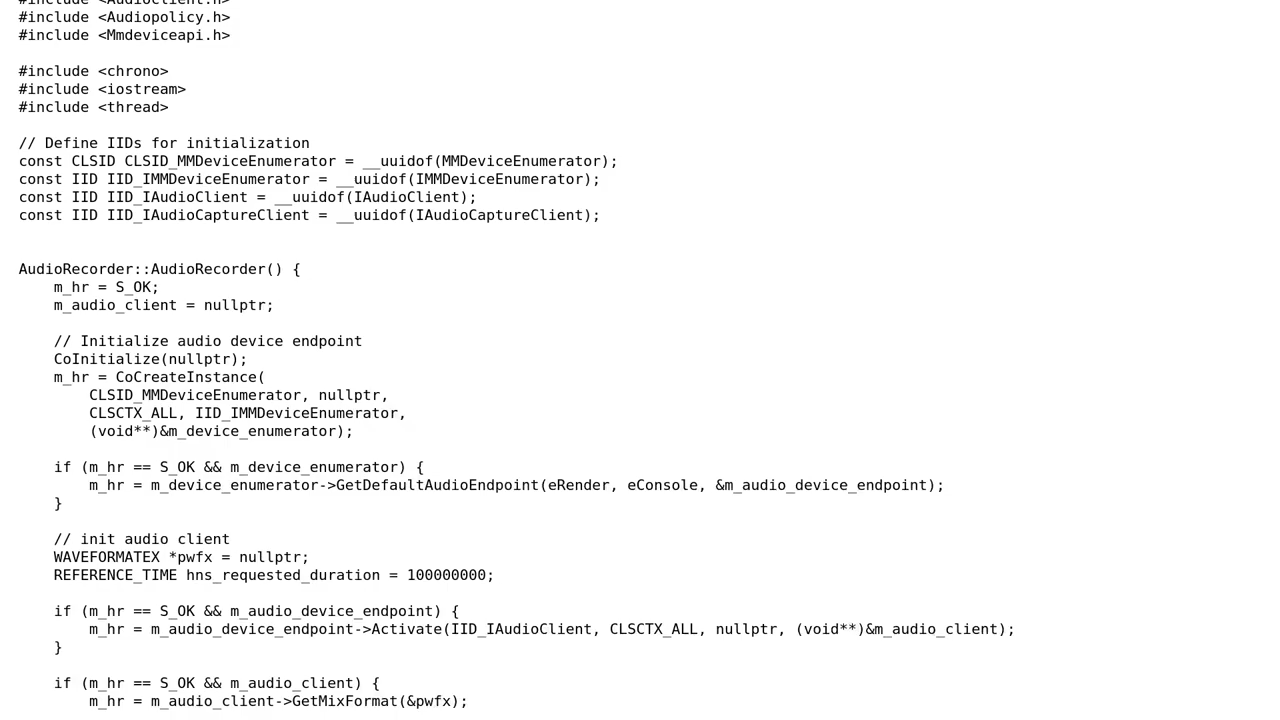 #include <Audioclient.h>
#include <Audiopolicy.h>
#include <Mmdeviceapi.h>

#include <chrono>
#include <iostream>
#include <thread>

// Define IIDs for initialization
const CLSID CLSID_MMDeviceEnumerator = __uuidof(MMDeviceEnumerator);
const IID IID_IMMDeviceEnumerator = __uuidof(IMMDeviceEnumerator);
const IID IID_IAudioClient = __uuidof(IAudioClient);
const IID IID_IAudioCaptureClient = __uuidof(IAudioCaptureClient);


AudioRecorder::AudioRecorder() {
    m_hr = S_OK;
    m_audio_client = nullptr;

    // Initialize audio device endpoint
    CoInitialize(nullptr);
    m_hr = CoCreateInstance(
        CLSID_MMDeviceEnumerator, nullptr,
        CLSCTX_ALL, IID_IMMDeviceEnumerator,
        (void**)&m_device_enumerator);

    if (m_hr == S_OK && m_device_enumerator) {
        m_hr = m_device_enumerator->GetDefaultAudioEndpoint(eRender, eConsole, &m_audio_device_endpoint);
    }

    // init audio client
    WAVEFORMATEX *pwfx = nullptr;
    REFERENCE_TIME hns_requested_duration = 100000000;

    if (m_hr == S_OK && m_audio_device_endpoint) {
        m_hr = m_audio_device_endpoint->Activate(IID_IAudioClient, CLSCTX_ALL, nullptr, (void**)&m_audio_client);
    }

    if (m_hr == S_OK && m_audio_client) {
        m_hr = m_audio_client->GetMixFormat(&pwfx);